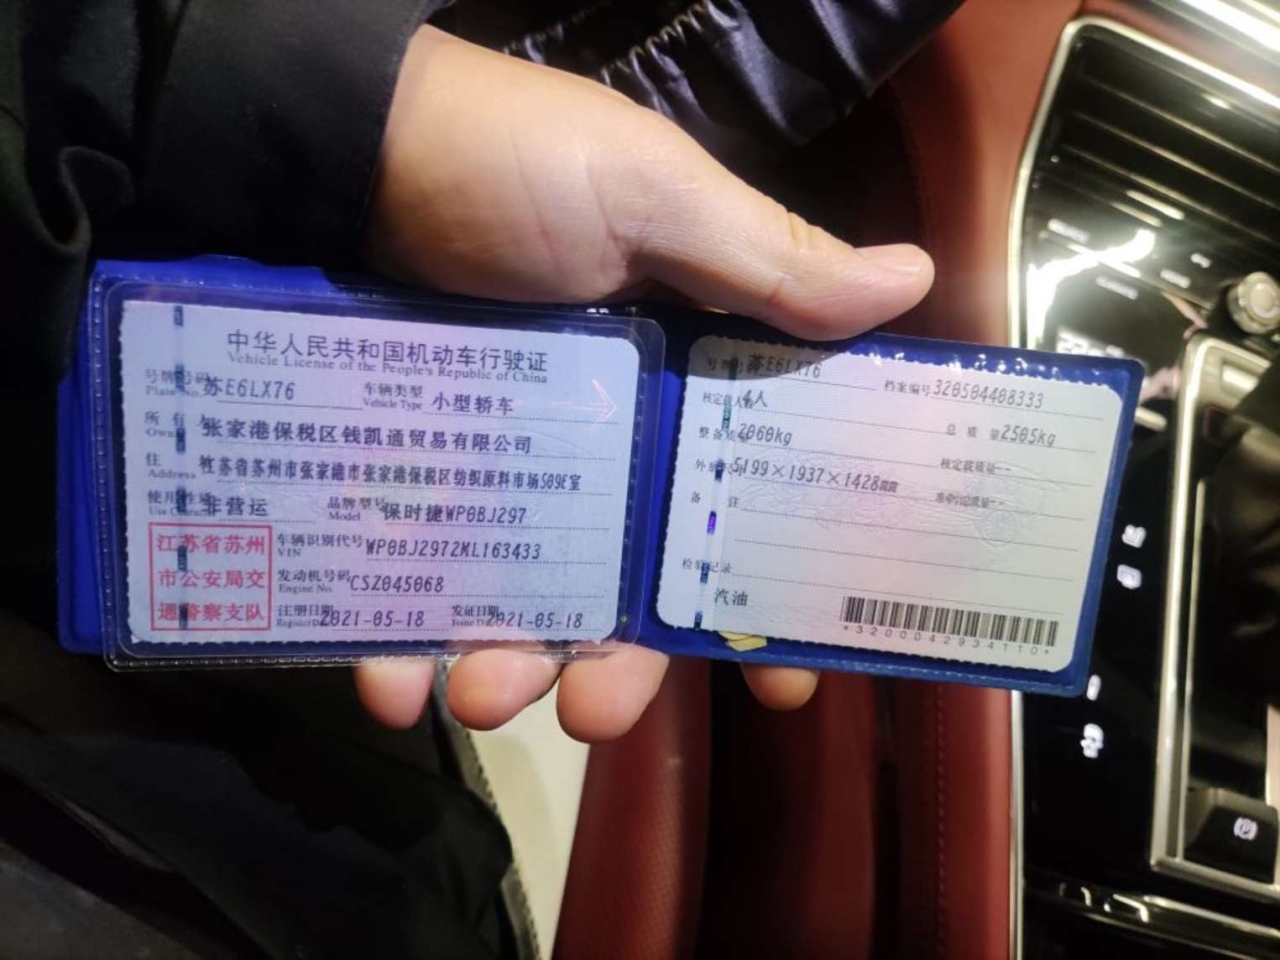 中华人民共和国机动车行驶证
Vehicle License of the People's Republic of China
号牌号码 苏E6LX76 车辆类型 小型轿车
Plate No. Vehicle Type
所有 张家港保税区钱凯通贸易有限公司
Owner
住 江苏省苏州市张家港市张家港保税区纺织原料市场509E室
Address
使用性质 非营运 品牌型号 保时捷WP0BJ297
Use Model
江苏省苏州
市公安局交
通警察支队
车辆识别代号 WP0BJ2972ML163433
VIN
发动机号码 CSZ045068
Engine No.
注册日期 2021-05-18 发证日期 2021-05-18
Register Issue
号牌号 苏E6LX76 档案编号 320504408333
核定载人数 4人
整备质量 2060kg 总质量 2505kg
外廓尺寸 5199×1937×1428mm 核定载质量 --
备注 准牵引总质量 --
检验记录
汽油
*3200042934110*